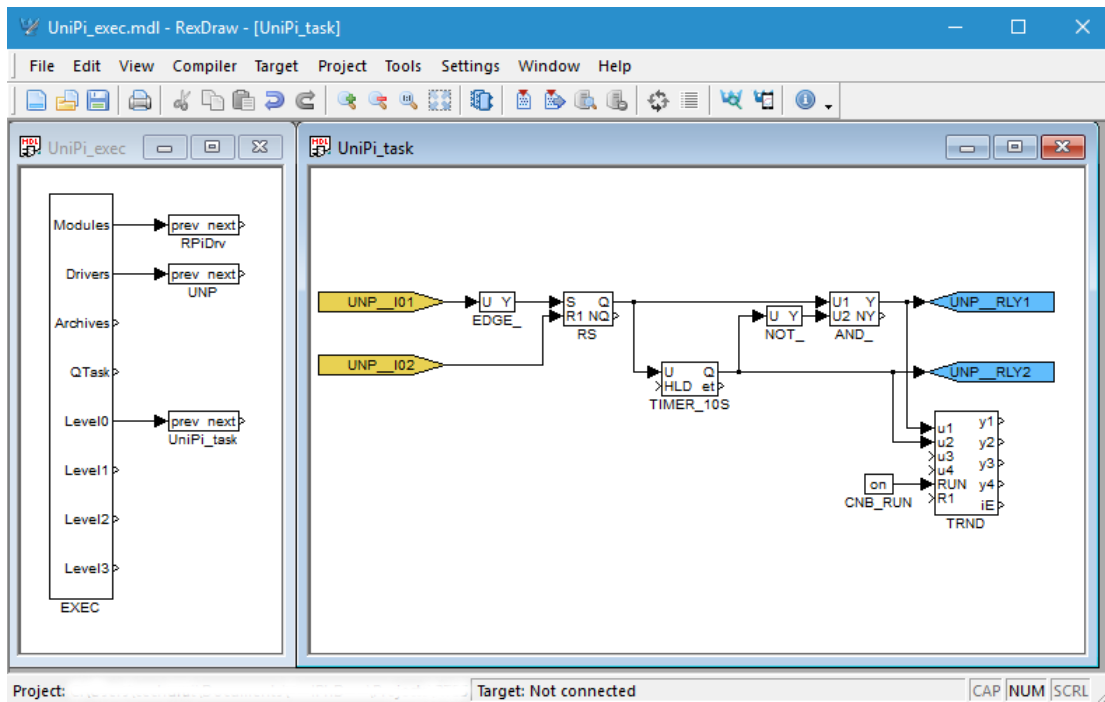 UniPi_exec.mdl - RexDraw - [UniPi_task]
File Edit View Compiler Target Project Tools Settings Window Help
UniPi_exec
Modules
prev next
RPiDrv
Drivers
prev next
UNP
Archives
QTask
Level0
prev next
UniPi_task
Level1
Level2
Level3
EXEC
UniPi_task
UNP__I01
U Y
EDGE_
S Q
R1 NQ
RS
UNP__I02
U Q
HLD et
TIMER_10S
U Y
NOT_
U1 Y
U2 NY
AND_
UNP__RLY1
UNP__RLY2
on
CNB_RUN
u1 y1
u2 y2
u3
u4 y3
RUN y4
R1 iE
TRND
Project:
Target: Not connected
CAP NUM SCRL